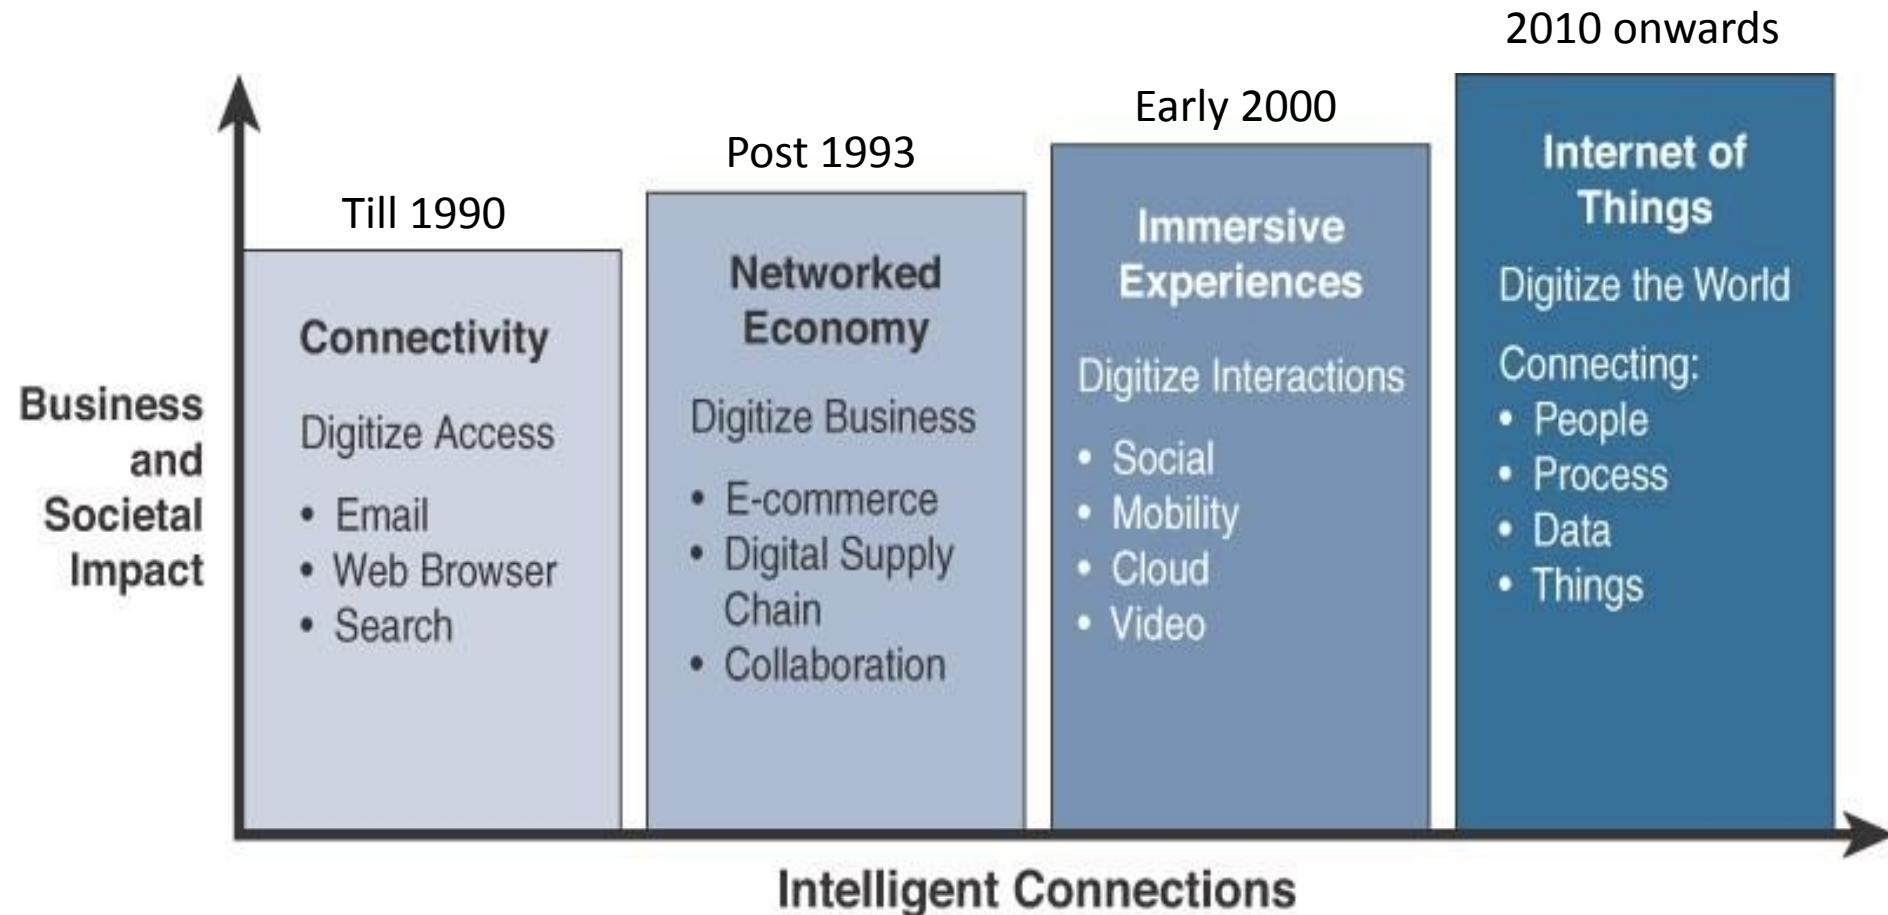 Business
and
Societal
Impact
Till 1990
Connectivity
Digitize Access
• Email
• Web Browser
• Search
Post 1993
Networked
Economy
Digitize Business
• E-commerce
• Digital Supply
Chain
• Collaboration
Early 2000
Immersive
Experiences
Digitize Interactions
• Social
• Mobility
• Cloud
• Video
2010 onwards
Internet of
Things
Digitize the World
Connecting:
• People
• Process
• Data
• Things
Intelligent Connections